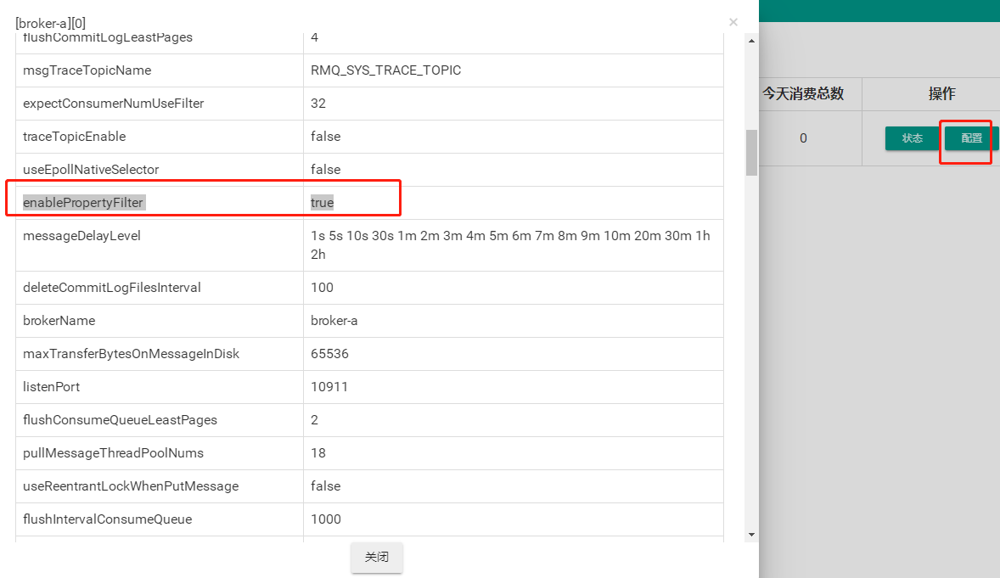 [broker-a][0]
flushCommitLogLeastPages 4
msgTraceTopicName RMQ_SYS_TRACE_TOPIC
expectConsumerNumUseFilter 32
traceTopicEnable false
useEpollNativeSelector false
enablePropertyFilter true
messageDelayLevel 1s 5s 10s 30s 1m 2m 3m 4m 5m 6m 7m 8m 9m 10m 20m 30m 1h
2h
deleteCommitLogFilesInterval 100
brokerName broker-a
maxTransferBytesOnMessageInDisk 65536
listenPort 10911
flushConsumeQueueLeastPages 2
pullMessageThreadPoolNums 18
useReentrantLockWhenPutMessage false
flushIntervalConsumeQueue 1000
关闭
今天消费总数 操作
0 状态 配置